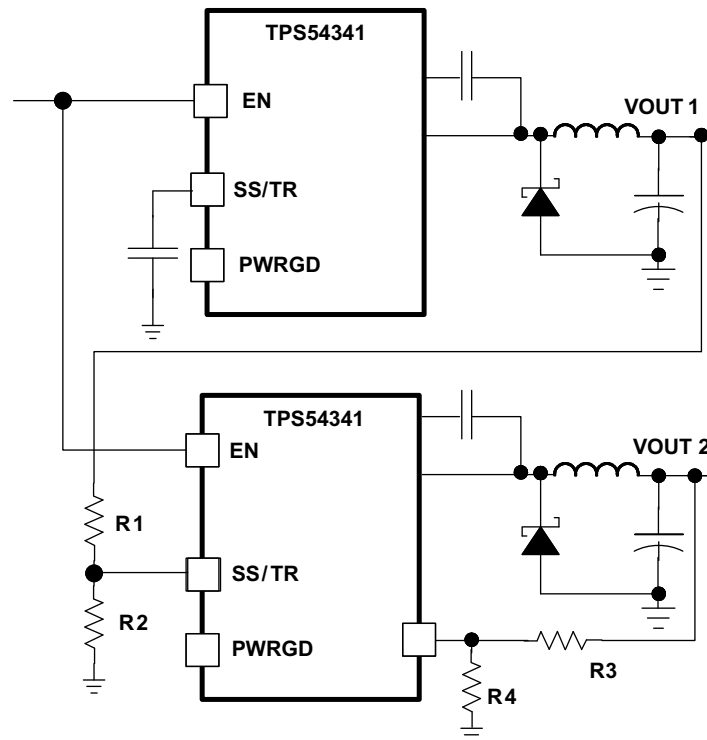 TPS54341
EN
VOUT 1
SS/TR
PWRGD
TPS54341
EN
VOUT 2
R1
SS/TR
R2
PWRGD
R3
R4